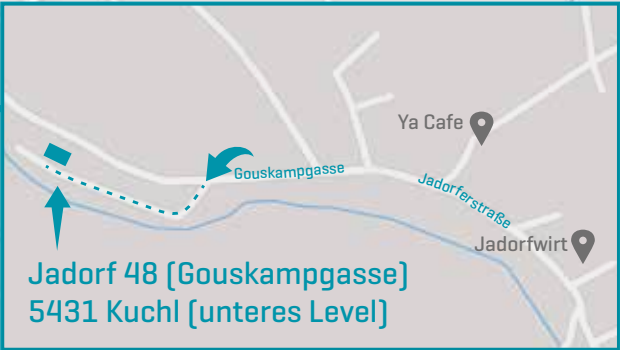 Ya Cafe
Gouskampgasse
Jadorferstraße
Jadorfwirt
Jadorf 48 (Gouskampgasse)
5431 Kuchl (unteres Level)